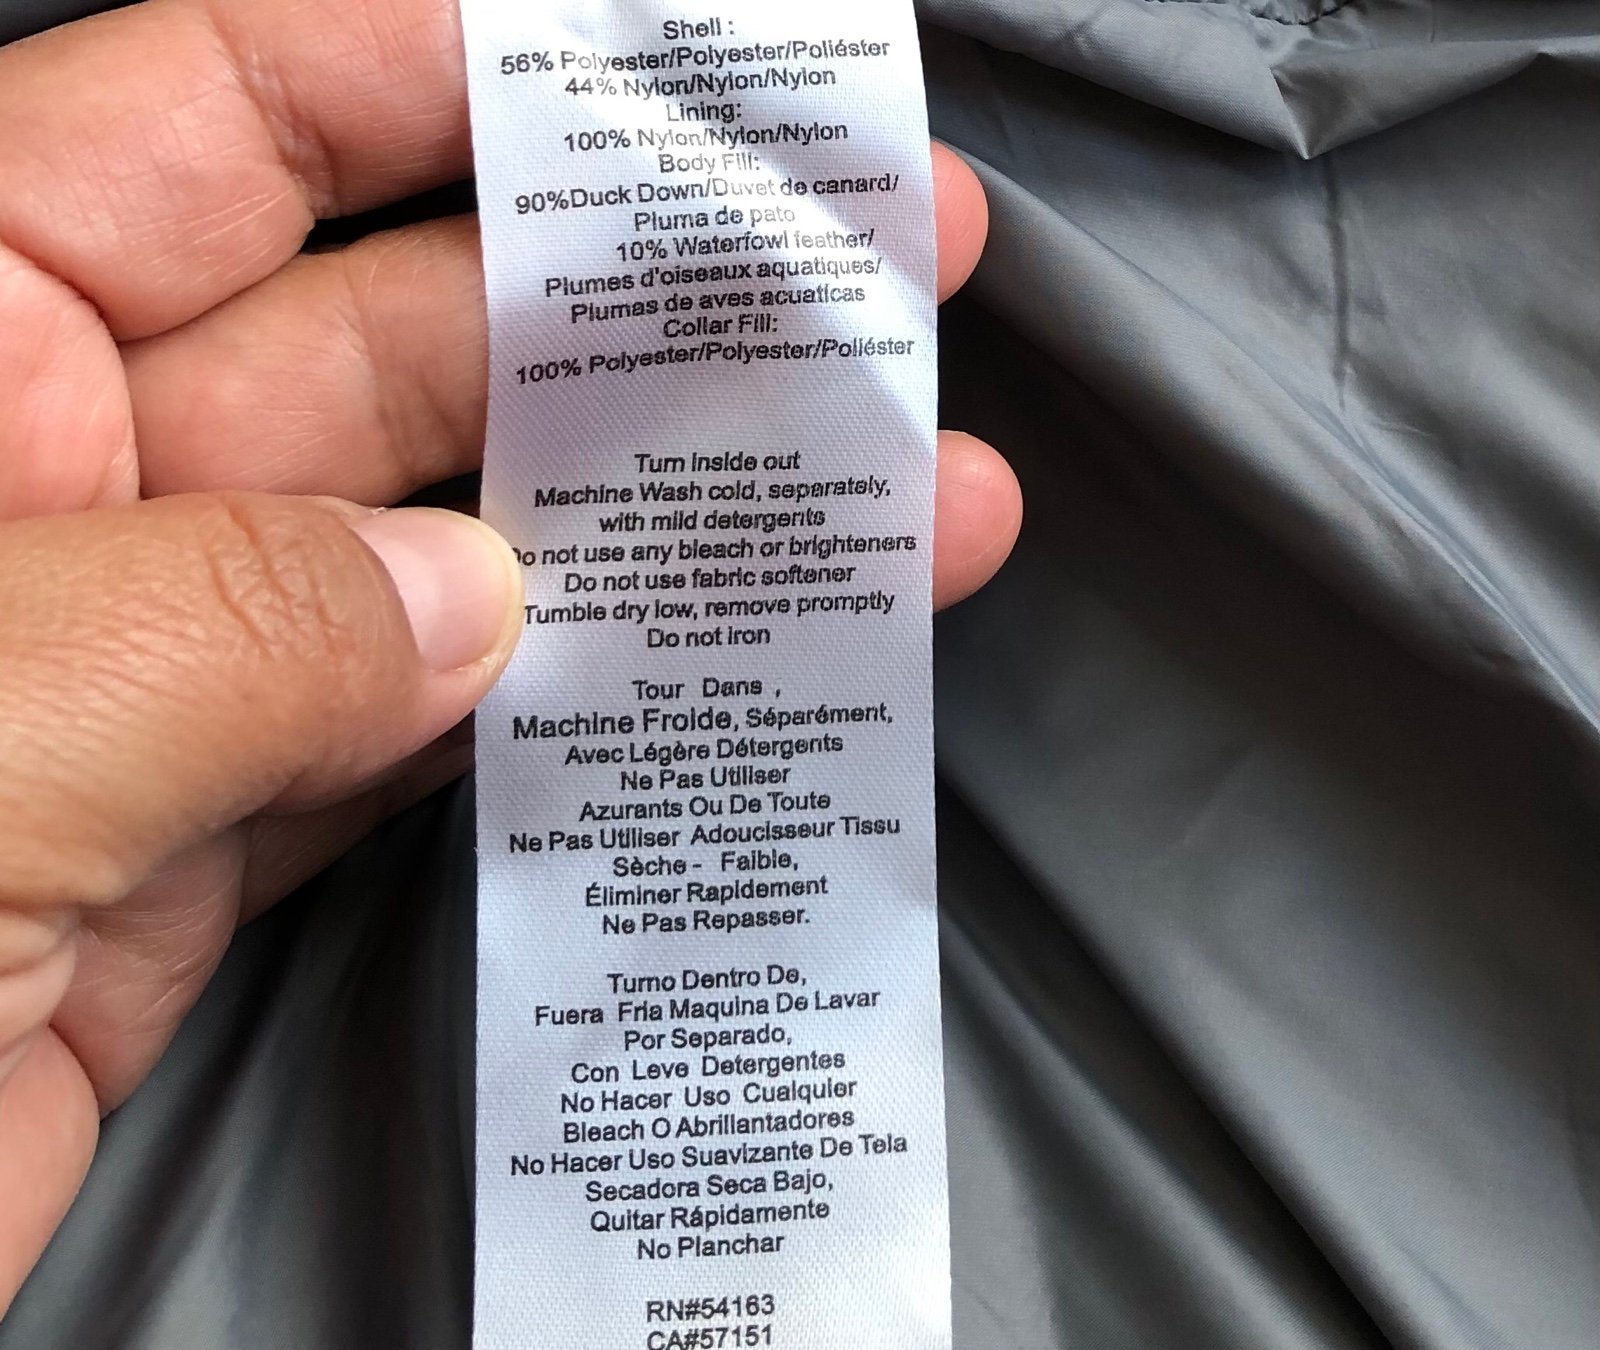 Shell :
56% Polyester/Polyester/Poliéster
44% Nylon/Nylon/Nylon
Lining:
100% Nylon/Nylon/Nylon
Body Fill:
90%Duck Down/Duvet de canard/
Pluma de pato
10% Waterfowl feather/
Plumes d'oiseaux aquatiques/
Plumas de aves acuaticas
Collar Fill:
100% Polyester/Polyester/Poliéster
Turn inside out
Machine Wash cold, separately,
with mild detergents
Do not use any bleach or brighteners
Do not use fabric softener
Tumble dry low, remove promptly
Do not iron
Tour Dans ,
Machine Froide, Séparément,
Avec Légère Détergents
Ne Pas Utiliser
Azurants Ou De Toute
Ne Pas Utiliser Adoucisseur Tissu
Sèche - Faible,
Éliminer Rapidement
Ne Pas Repasser.
Turno Dentro De,
Fuera Fria Maquina De Lavar
Por Separado,
Con Leve Detergentes
No Hacer Uso Cualquier
Bleach O Abrillantadores
No Hacer Uso Suavizante De Tela
Secadora Seca Bajo,
Quitar Rápidamente
No Planchar
RN#54163
CA#57151